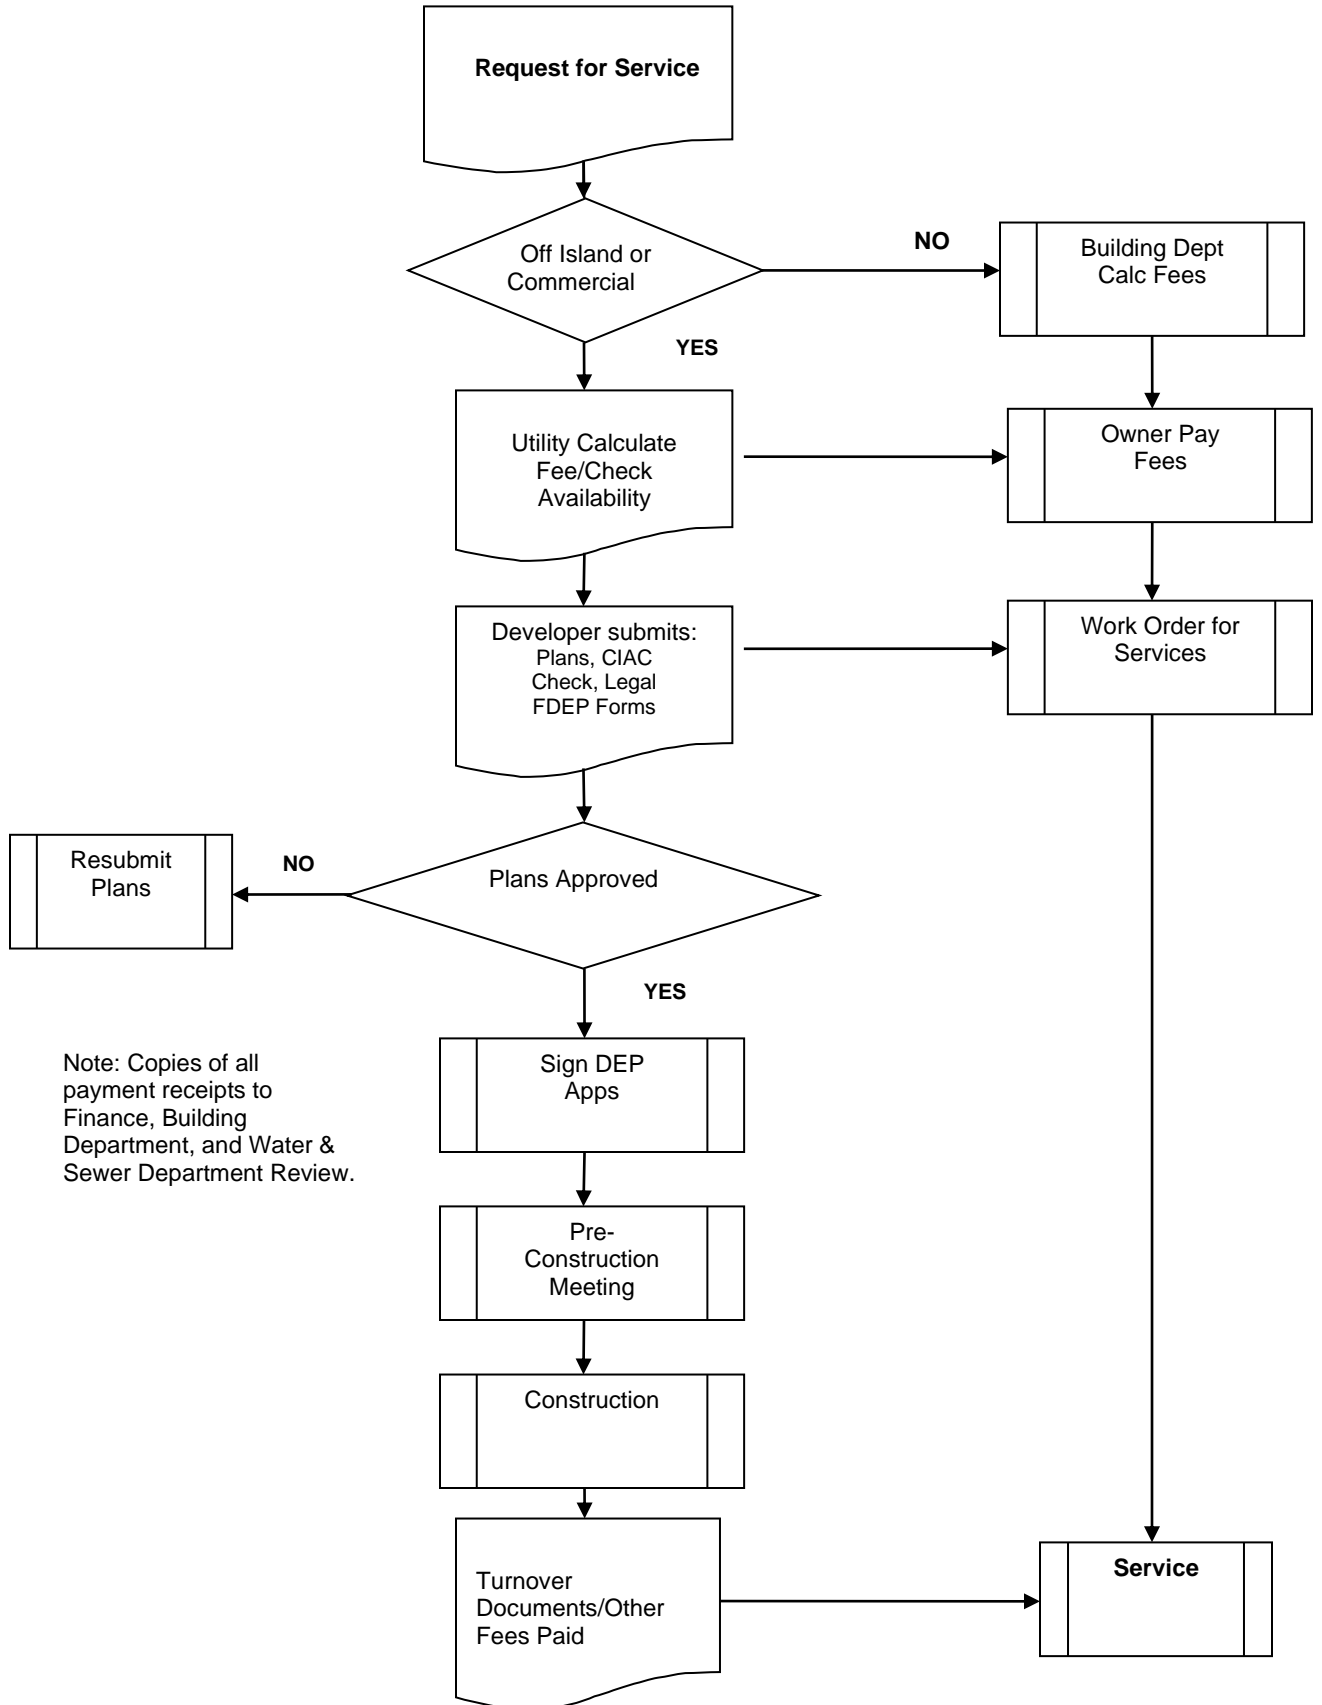 Request for Service
Off Island or
Commercial
NO
Building Dept
Calc Fees
YES
Utility Calculate
Fee/Check
Availability
Owner Pay
Fees
Developer submits:
Plans, CIAC
Check, Legal
FDEP Forms
Work Order for
Services
Resubmit
Plans
NO
Plans Approved
YES
Note: Copies of all
payment receipts to
Finance, Building
Department, and Water &
Sewer Department Review.
Sign DEP
Apps
Pre-
Construction
Meeting
Construction
Turnover
Documents/Other
Fees Paid
Service